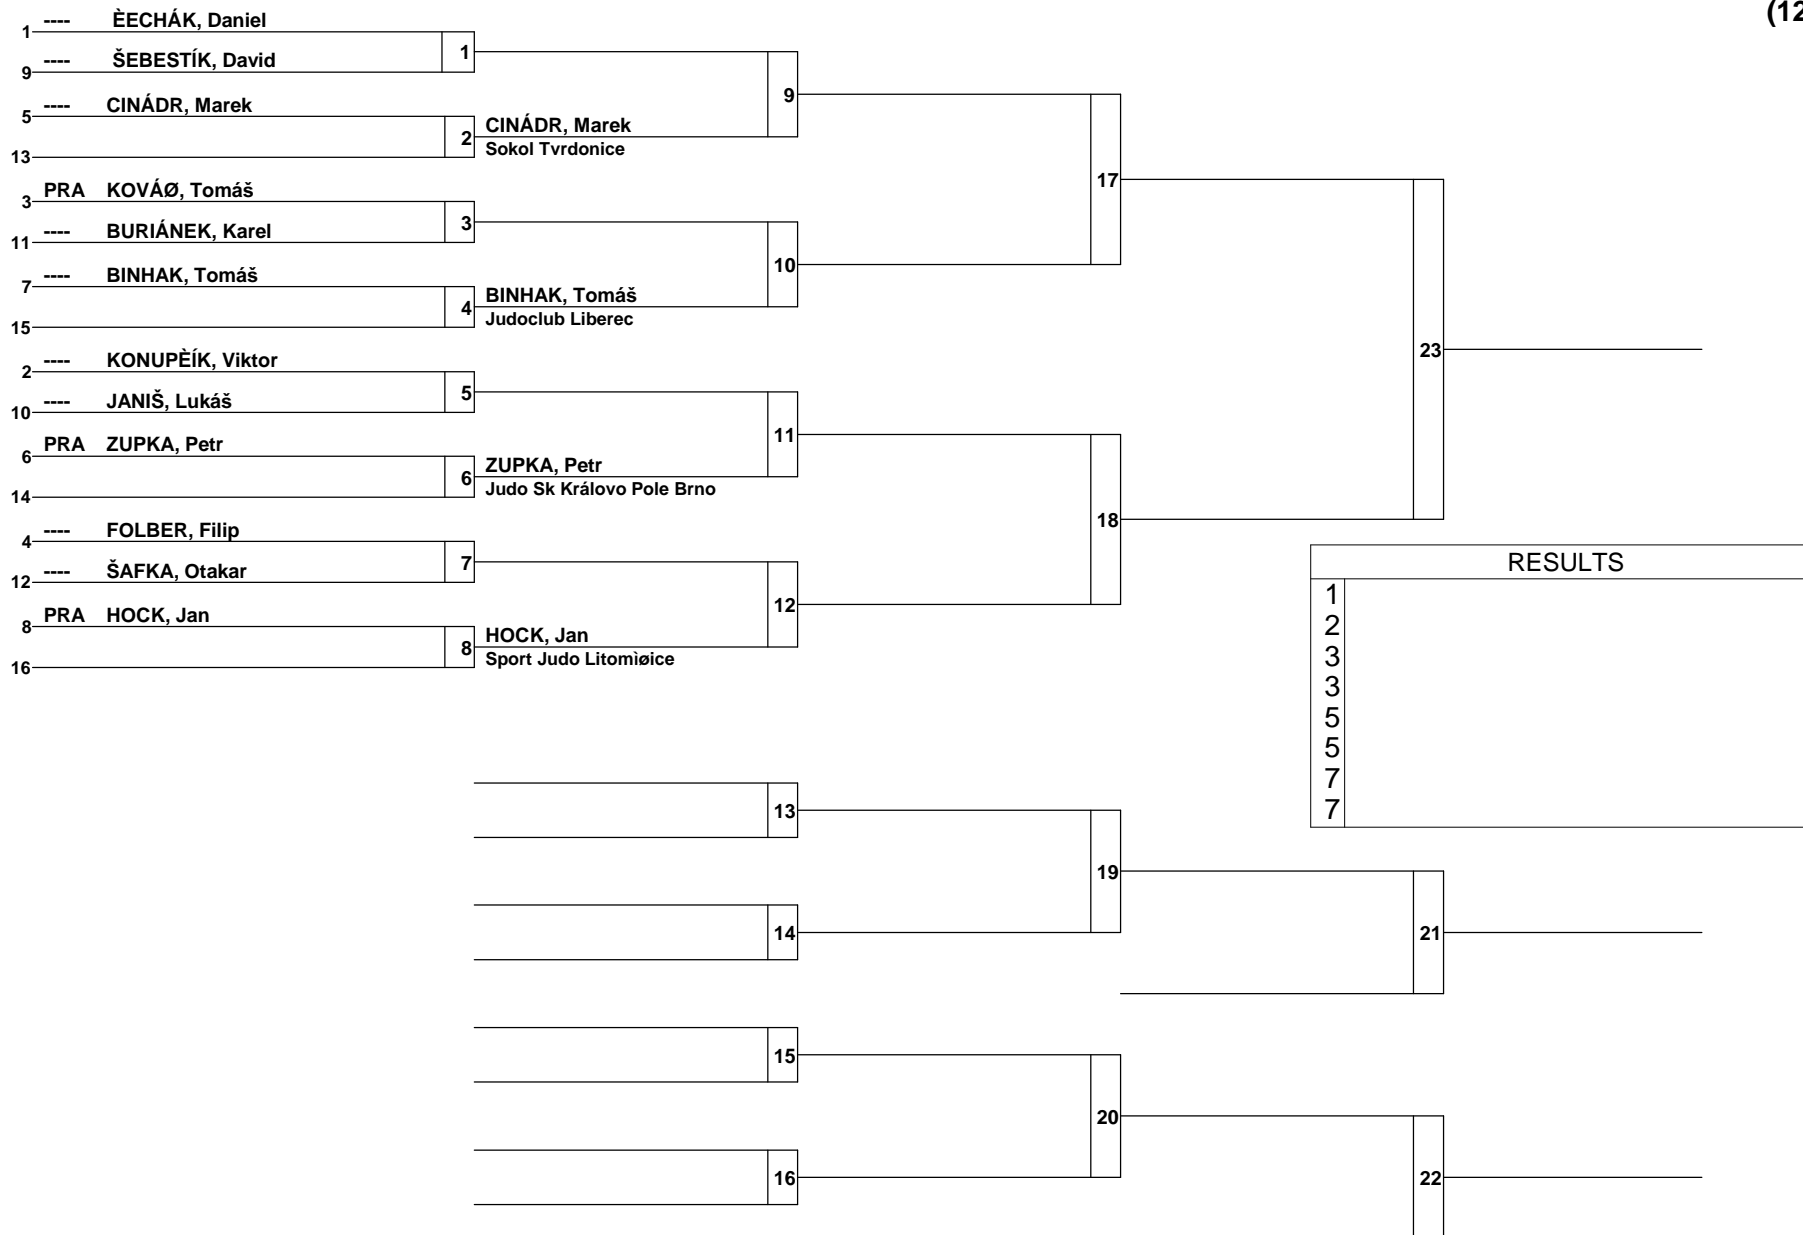 (12
1 ---- ÈECHÁK, Daniel
1
9 ---- ŠEBESTÍK, David
9
5 ---- CINÁDR, Marek
2 CINÁDR, Marek
Sokol Tvrdonice
13
17
3 PRA KOVÁØ, Tomáš
3
11 ---- BURIÁNEK, Karel
10
7 ---- BINHAK, Tomáš
4 BINHAK, Tomáš
Judoclub Liberec
15
23
2 ---- KONUPÈÍK, Viktor
5
10 ---- JANIŠ, Lukáš
11
6 PRA ZUPKA, Petr
6 ZUPKA, Petr
Judo Sk Královo Pole Brno
14
18
4 ---- FOLBER, Filip
7
12 ---- ŠAFKA, Otakar
12
8 PRA HOCK, Jan
8 HOCK, Jan
Sport Judo Litomìøice
16
RESULTS
1
2
3
3
5
5
7
7
13
19
14
21
15
20
16
22